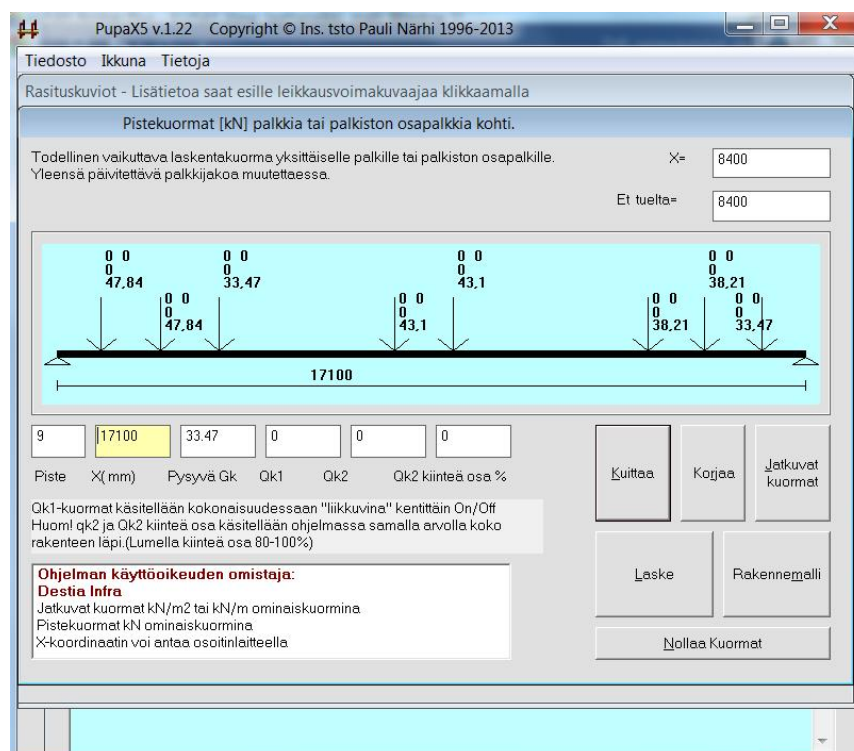 PupaX5 v.1.22 Copyright © Ins. tsto Pauli Närhi 1996-2013
Tiedosto Ikkuna Tietoja
Rasituskuviot - Lisätietoa saat esille leikkausvoimakuvaajaa klikkaamalla
Pistekuormat [kN] palkkia tai palkiston osapalkkia kohti.
Todellinen vaikuttava laskentakuorma yksittäiselle palkille tai palkiston osapalkille.
Yleensä päivitettävä palkkijakoa muutettaessa.
X= 8400
Et tuelta= 8400
0 0
0
47,84
0 0
0
47,84
0 0
0
33,47
0 0
0
43,1
0 0
0
43,1
0 0
0
38,21
0 0
0
38,21
0 0
0
33,47
17100
9 17100 33.47 0 0 0
Piste X(mm) Pysyvä Gk Qk1 Qk2 Qk2 kiinteä osa %
Qk1-kuormat käsitellään kokonaisuudessaan "liikkuvina" kentittäin On/Off
Huom! qk2 ja Qk2 kiinteä osa käsitellään ohjelmassa samalla arvolla koko
rakenteen läpi.(Lumella kiinteä osa 80-100%)
Ohjelman käyttöoikeuden omistaja:
Destia Infra
Jatkuvat kuormat kN/m2 tai kN/m ominaiskuormina
Pistekuormat kN ominaiskuormina
X-koordinaatin voi antaa osoitinlaitteella
Kuittaa
Korjaa
Jatkuvat
kuormat
Laske
Rakennemalli
Nollaa Kuormat